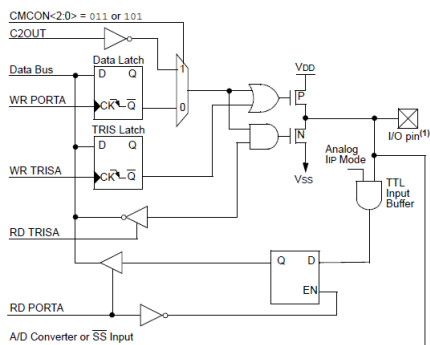 CMCON<2:0> = 011 or 101
C2OUT
Data Latch
1
VDD
Data Bus
D Q
P
WR PORTA
CK Q
0
I/O pin(1)
TRIS Latch
D Q
N
Analog
IIP Mode
WR TRISA
CK Q
VSS
TTL
Input
Buffer
RD TRISA
Q D
EN
RD PORTA
A/D Converter or SS Input